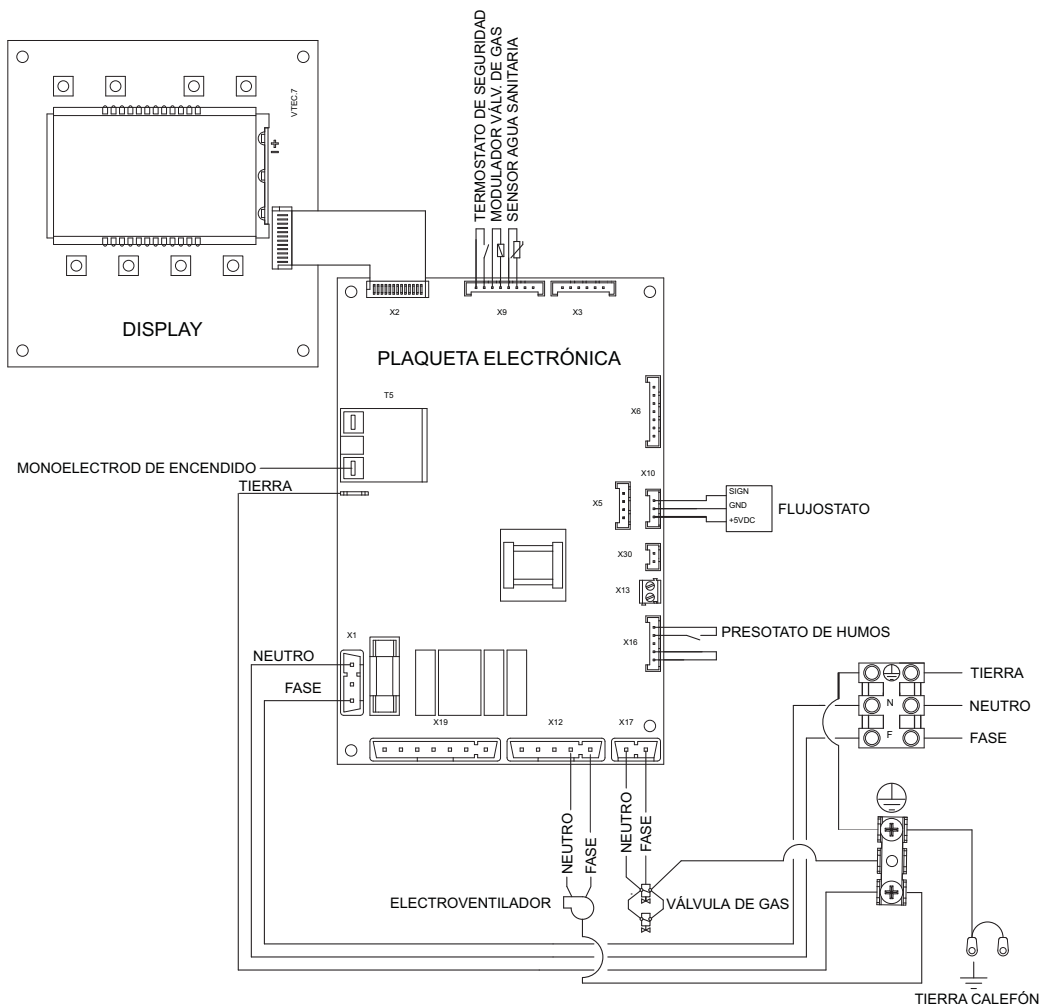 TERMOSTATO DE SEGURIDAD
MODULADOR VÁLV. DE GAS
SENSOR AGUA SANITARIA
VTEC.7
+
DISPLAY
X2
X9
X3
PLAQUETA ELECTRÓNICA
T5
X6
MONOELECTROD DE ENCENDIDO
TIERRA
X10
X5
SIGN
GND
+5VDC
FLUJOSTATO
X30
X13
X1
X16
PRESOTATO DE HUMOS
NEUTRO
FASE
TIERRA
N
NEUTRO
F
FASE
X19
X12
X17
NEUTRO
FASE
NEUTRO
FASE
ELECTROVENTILADOR
VÁLVULA DE GAS
TIERRA CALEFÓN